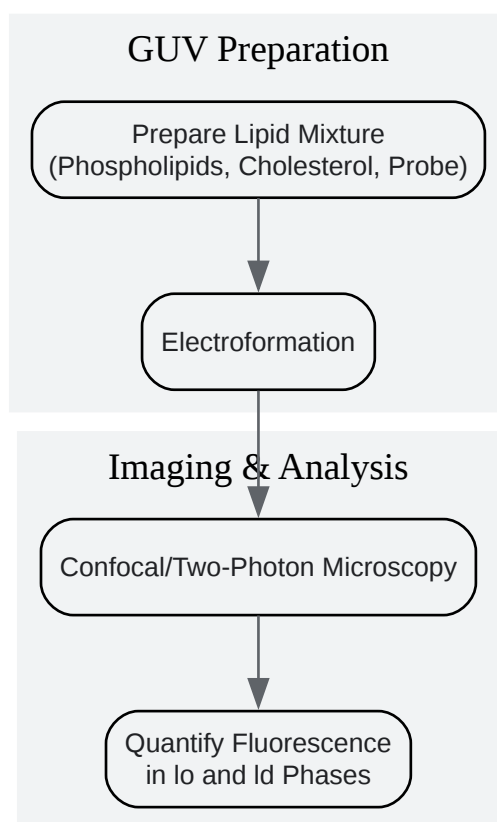 GUV Preparation
Prepare Lipid Mixture
(Phospholipids, Cholesterol, Probe)
Electroformation
Imaging & Analysis
Confocal/Two-Photon Microscopy
Quantify Fluorescence
in lo and ld Phases